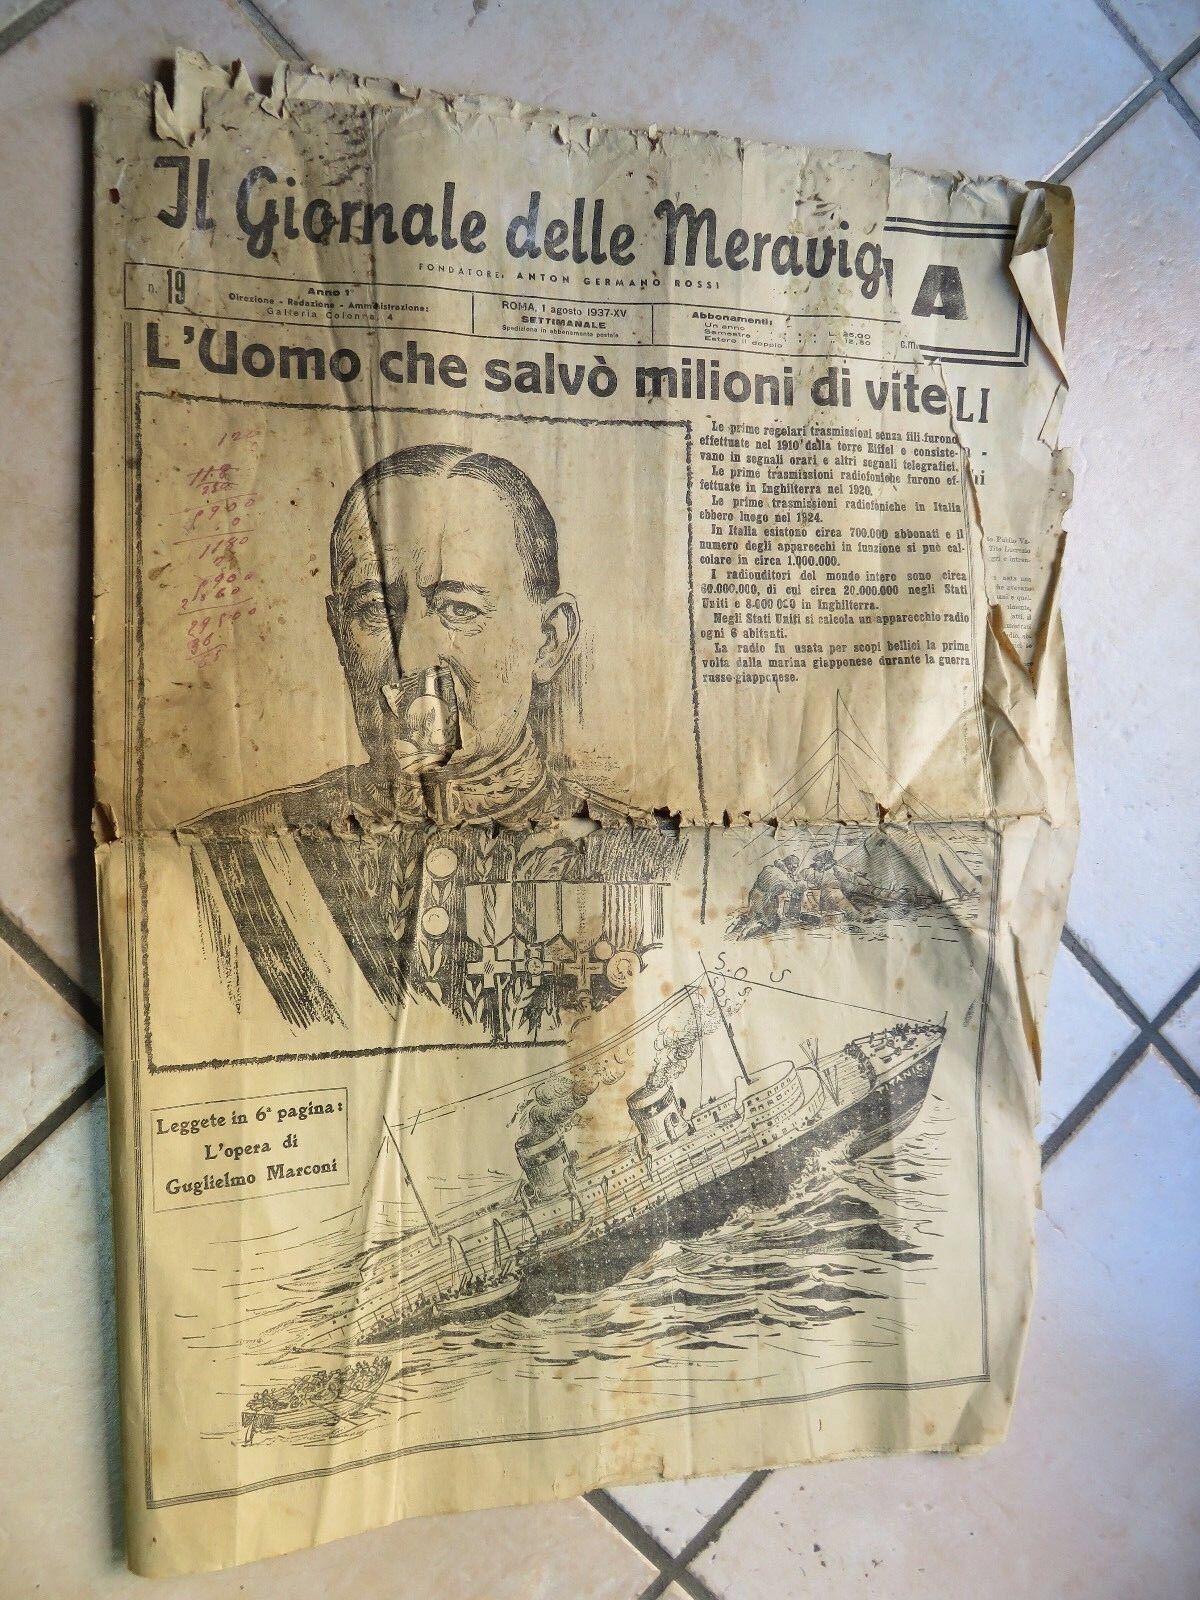 Il Giornale delle Meravig
FONDATORE: ANTON GERMANO ROSSI
A
n. 19
Anno 1°
Direzione - Redazione - Amministrazione:
Galleria Colonna, 4
ROMA, 1 agosto 1937-XV
SETTIMANALE
Spedizione in abbonamento postale
Abbonamenti:
Un anno L. 25.00
Semestre
Estero il doppio
c.m.
L'Uomo che salvò milioni di vite
LI
Le prime regolari trasmissioni senza fili furono
effettuate nel 1910 dalla torre Eiffel e consiste-
vano in segnali orari e altri segnali telegrafici.
Le prime trasmissioni radiofoniche furono ef-
fettuate in Inghilterra nel 1920.
Le prime trasmissioni radiofoniche in Italia
ebbero luogo nel 1924.
In Italia esistono circa 700.000 abbonati e il
numero degli apparecchi in funzione si può cal-
colare in circa 1.000.000.
I radiouditori del mondo intero sono circa
60.000.000, di cui circa 20.000.000 negli Stati
Uniti e 8.000.000 in Inghilterra.
Negli Stati Uniti si calcola un apparecchio radio
ogni 6 abitanti.
La radio fu usata per scopi bellici la prima
volta dalla marina giapponese durante la guerra
russo-giapponese.
S.O S
TITANIC
Leggete in 6ª pagina:
L'opera di
Guglielmo Marconi